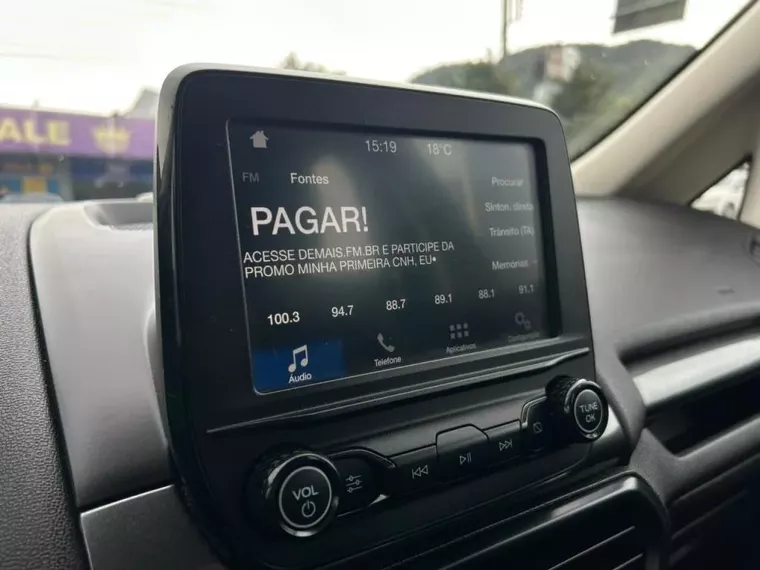 ALE
15:19 18°C
FM Fontes Procurar
PAGAR!
Sinton. direta
Trânsito (TA)
ACESSE DEMAIS.FM.BR E PARTICIPE DA
PROMO MINHA PRIMEIRA CNH, EU*
Memórias
100.3 94.7 88.7 89.1 88.1 91.1
Áudio Telefone Aplicativos
VOL
TUNE
OK